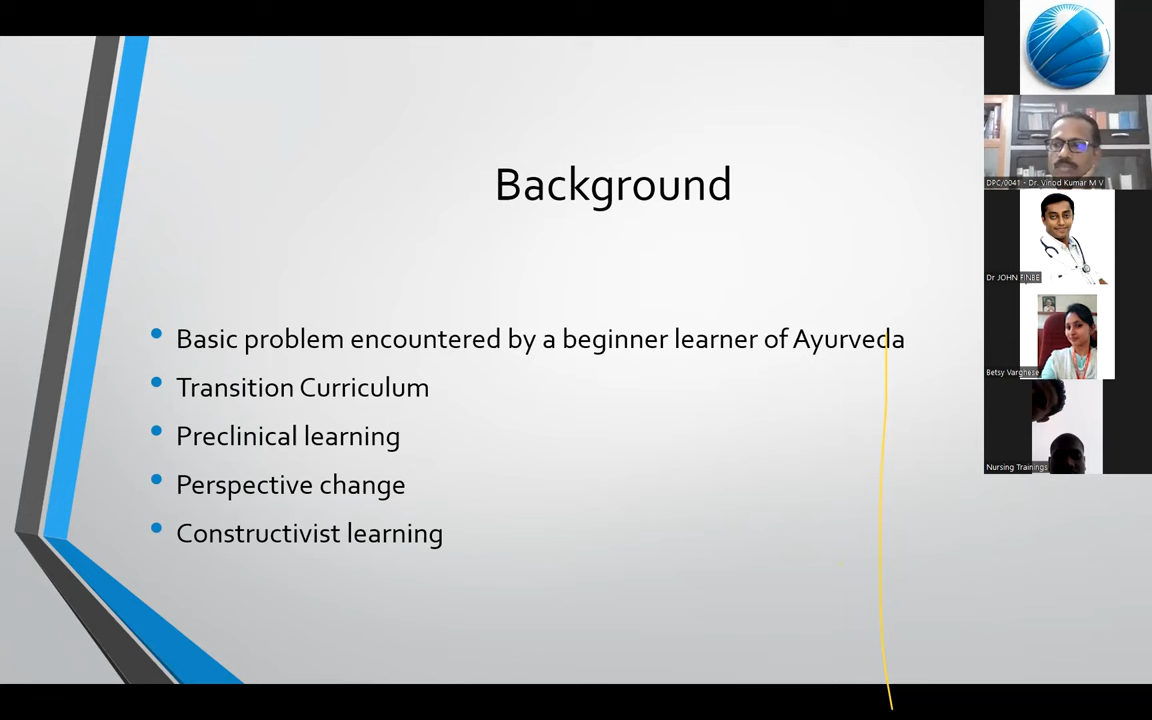 Background
Basic problem encountered by a beginner learner of Ayurveda
Transition Curriculum
Preclinical learning
Perspective change
Constructivist learning
DPC/0041 - Dr. Vinod Kumar M V
Dr JOHN FINBE
Betsy Varghese
Nursing Trainings